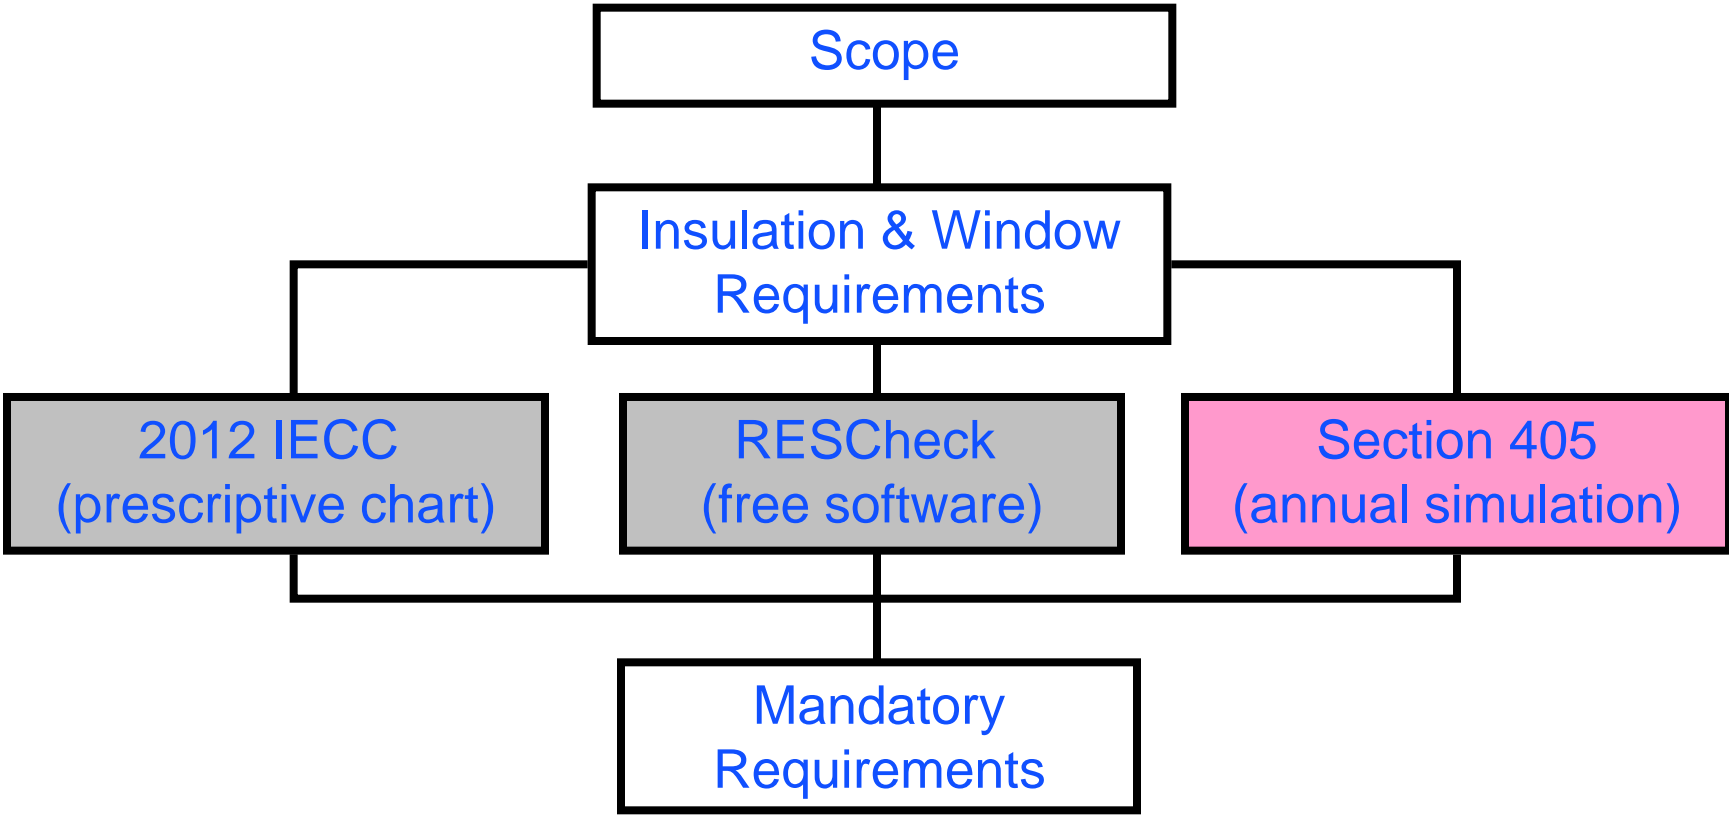 Scope
Insulation & Window
Requirements
2012 IECC
(prescriptive chart)
RESCheck
(free software)
Section 405
(annual simulation)
Mandatory
Requirements